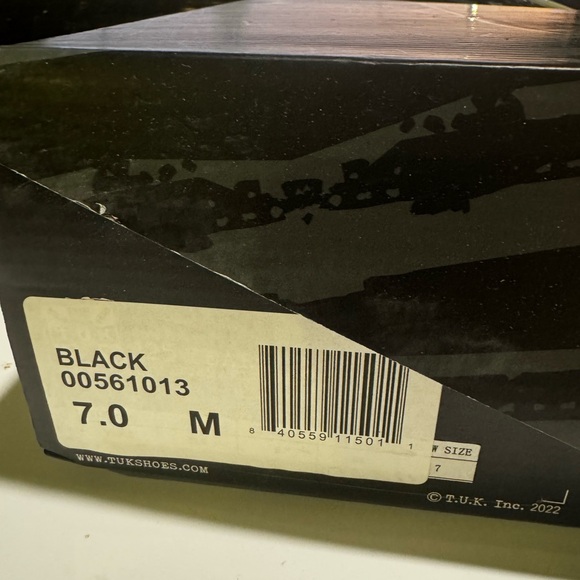 BLACK
00561013
7.0 M
8 40559 11501 1
W SIZE
7
WWW.TUKSHOES.COM
© T.U.K. Inc. 2022